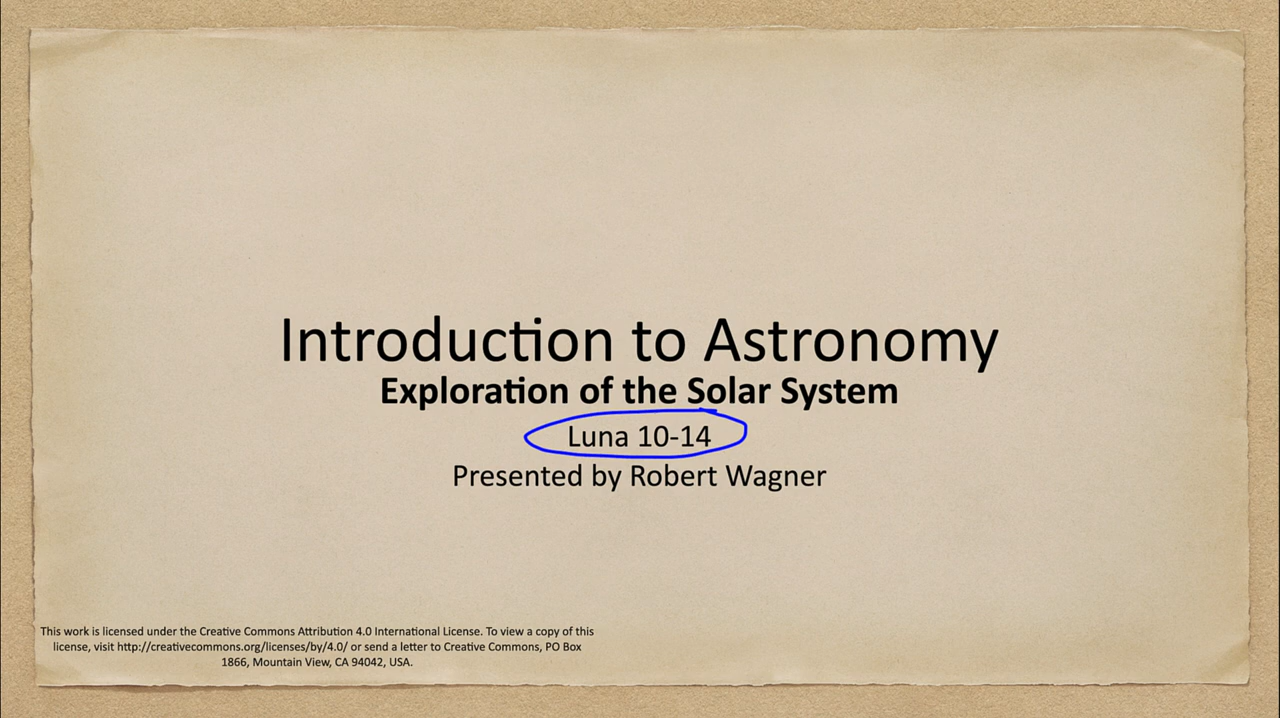 Introduction to Astronomy
Exploration of the Solar System
Luna 10-14
Presented by Robert Wagner
This work is licensed under the Creative Commons Attribution 4.0 International License. To view a copy of this
license, visit http://creativecommons.org/licenses/by/4.0/ or send a letter to Creative Commons, PO Box
1866, Mountain View, CA 94042, USA.